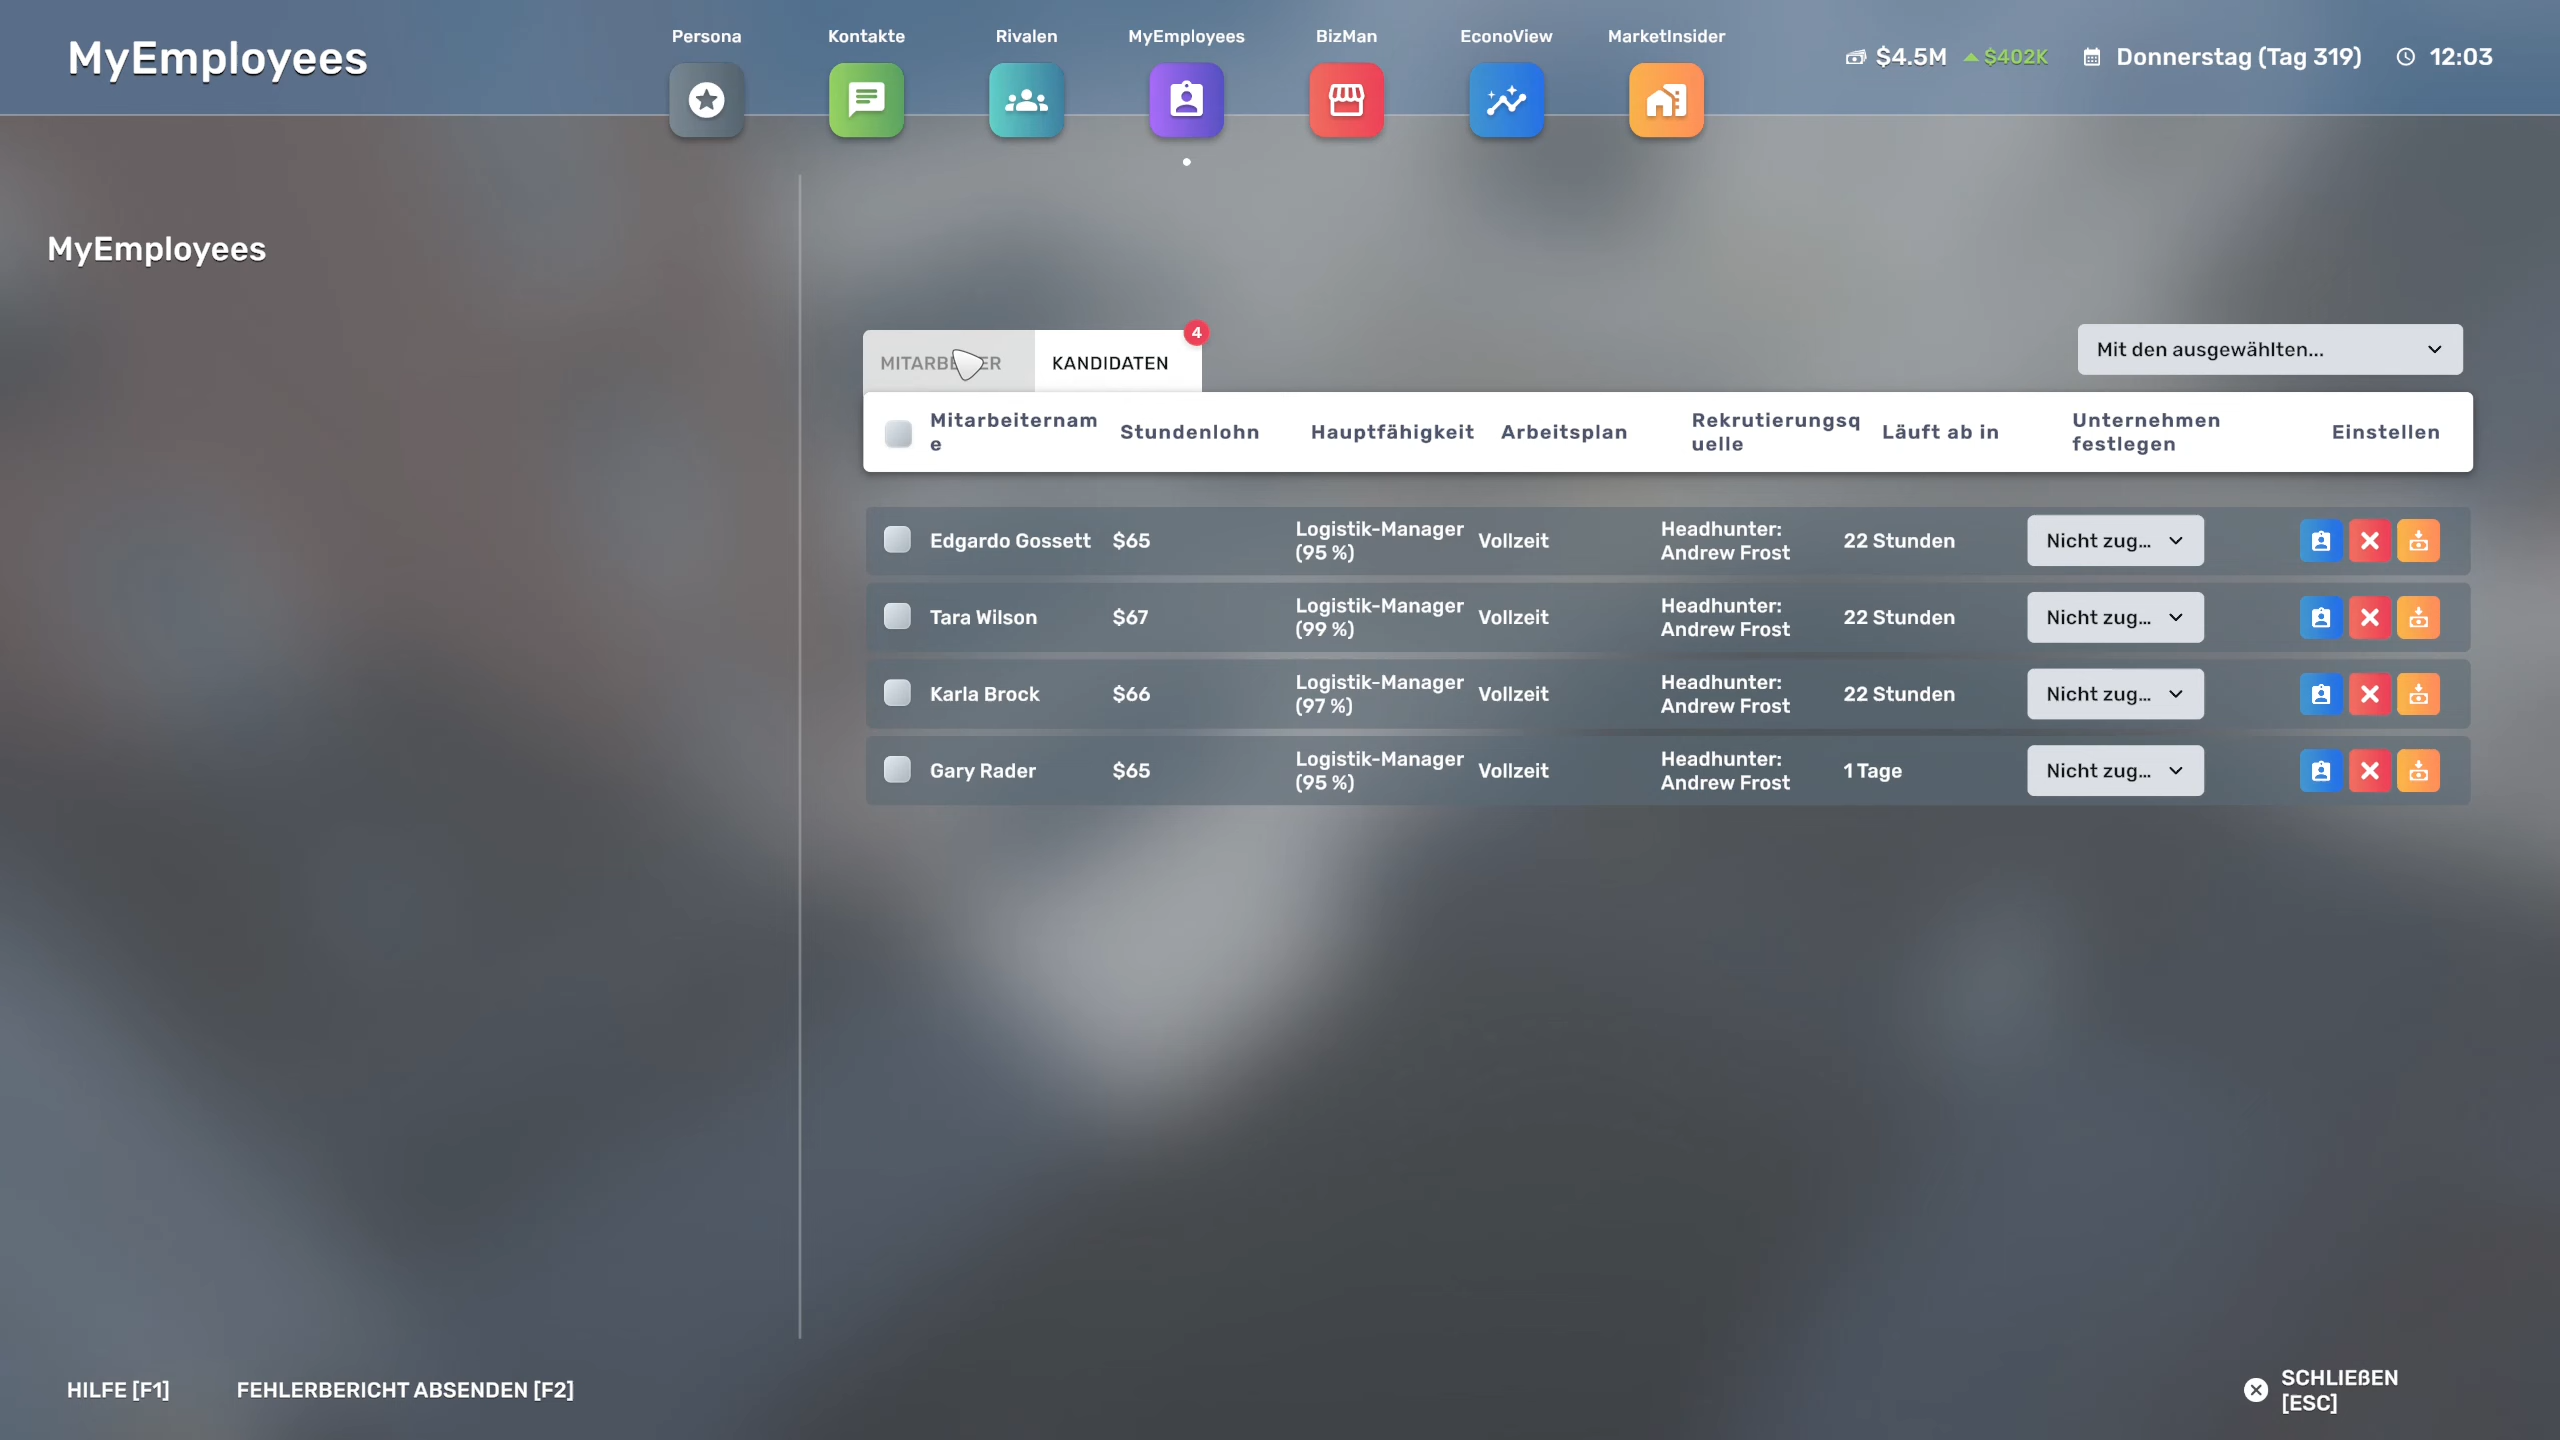 MyEmployees
Persona
Kontakte
Rivalen
MyEmployees
BizMan
EconoView
MarketInsider
$4.5M $402K Donnerstag (Tag 319) 12:03
MyEmployees
KANDIDATEN 4
Mit den ausgewählten...
Mitarbeiternam
e
Stundenlohn
Hauptfähigkeit
Arbeitsplan
Rekrutierungsq
uelle
Läuft ab in
Unternehmen
festlegen
Einstellen
Edgardo Gossett
$65
Logistik-Manager
(95 %)
Vollzeit
Headhunter:
Andrew Frost
22 Stunden
Nicht zug...
Tara Wilson
$67
Logistik-Manager
(99 %)
Vollzeit
Headhunter:
Andrew Frost
22 Stunden
Nicht zug...
Karla Brock
$66
Logistik-Manager
(97 %)
Vollzeit
Headhunter:
Andrew Frost
22 Stunden
Nicht zug...
Gary Rader
$65
Logistik-Manager
(95 %)
Vollzeit
Headhunter:
Andrew Frost
1 Tage
Nicht zug...
HILFE [F1]
FEHLERBERICHT ABSENDEN [F2]
SCHLIEẞEN
[ESC]